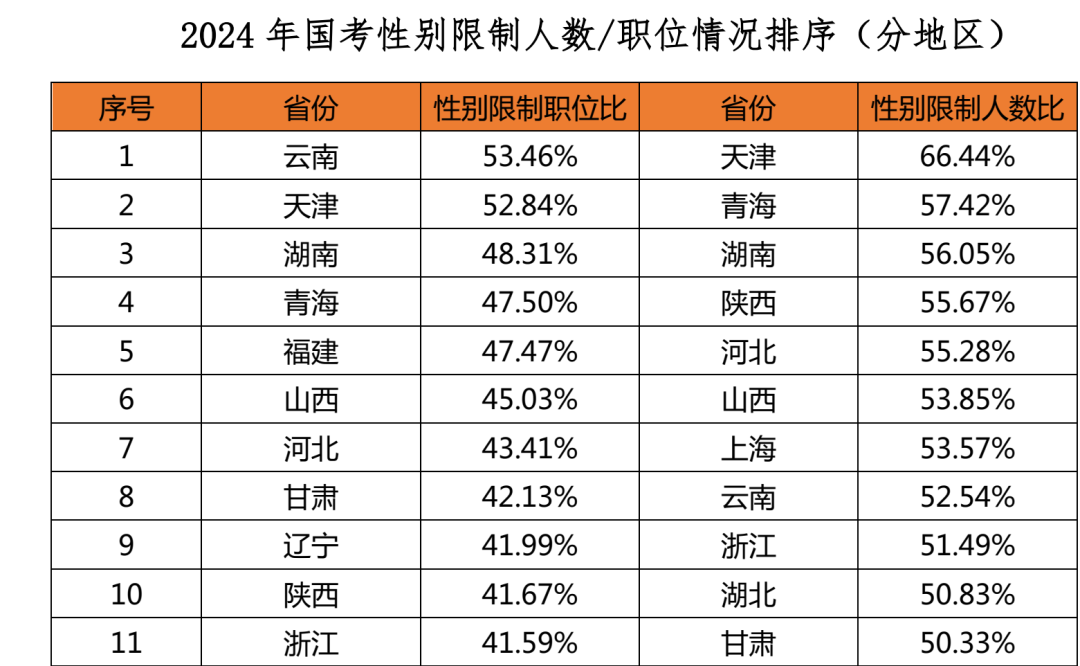 2024 年国考性别限制人数/职位情况排序（分地区）
序号 省份 性别限制职位比 省份 性别限制人数比
1 云南 53.46% 天津 66.44%
2 天津 52.84% 青海 57.42%
3 湖南 48.31% 湖南 56.05%
4 青海 47.50% 陕西 55.67%
5 福建 47.47% 河北 55.28%
6 山西 45.03% 山西 53.85%
7 河北 43.41% 上海 53.57%
8 甘肃 42.13% 云南 52.54%
9 辽宁 41.99% 浙江 51.49%
10 陕西 41.67% 湖北 50.83%
11 浙江 41.59% 甘肃 50.33%